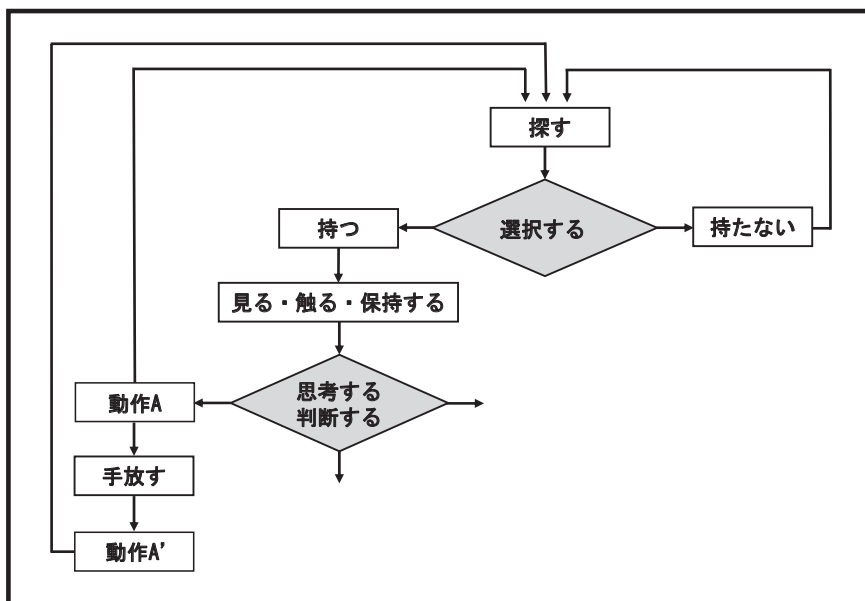 探す
選択する
持つ
持たない
見る・触る・保持する
思考する
判断する
動作A
手放す
動作A'